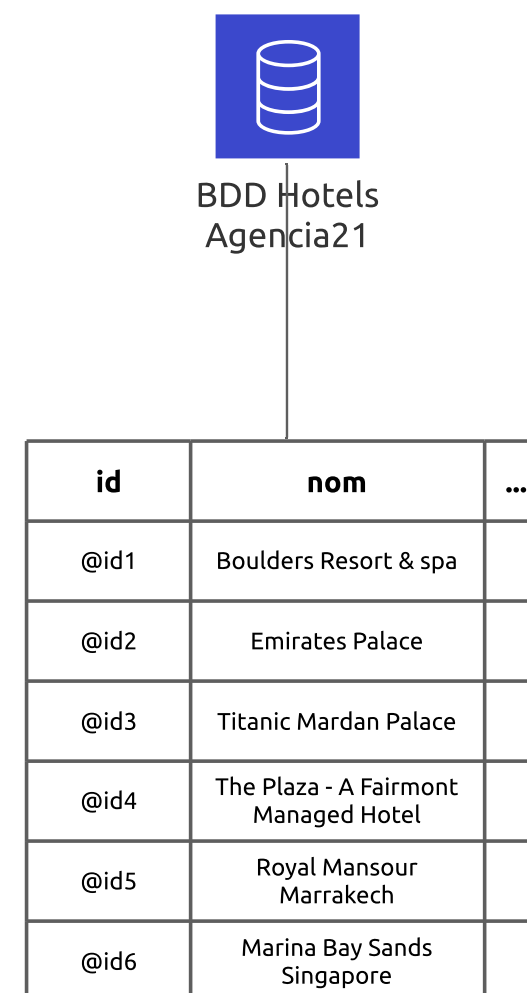 BDD Hotels
Agencia21
id nom ...
@id1 Boulders Resort & spa
@id2 Emirates Palace
@id3 Titanic Mardan Palace
@id4 The Plaza - A Fairmont
Managed Hotel
@id5 Royal Mansour
Marrakech
@id6 Marina Bay Sands
Singapore